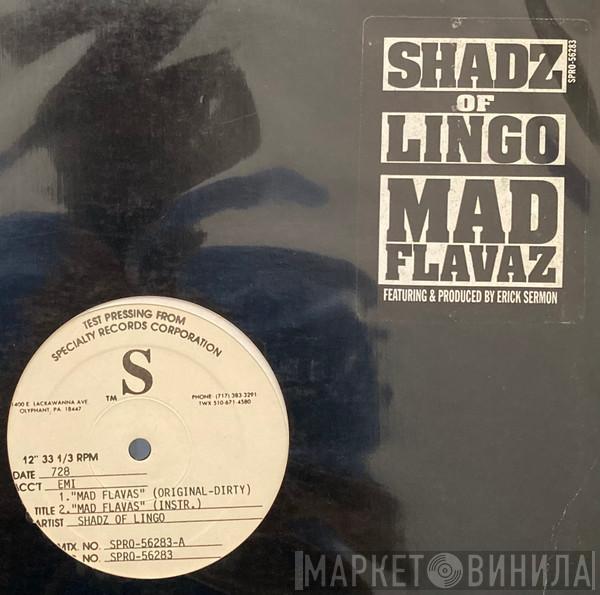 SHADZ
OF
LINGO
MAD
FLAVAZ
FEATURING & PRODUCED BY ERICK SERMON
SPRO-56283
TEST PRESSING FROM
SPECIALTY RECORDS CORPORATION
S
TM
1400 E. LACKAWANNA AVE
OLYPHANT, PA. 18447
PHONE (717) 383-3291
TWX 510-671-4580
12" 33 1/3 RPM
DATE 728
ACC'T EMI
1."MAD FLAVAS" (ORIGINAL-DIRTY)
TITLE 2."MAD FLAVAS" (INSTR.)
ARTIST SHADZ OF LINGO
MTX. NO. SPRO-56283-A
NO. SPRO-56283
МАРКЕТ ВИНИЛА